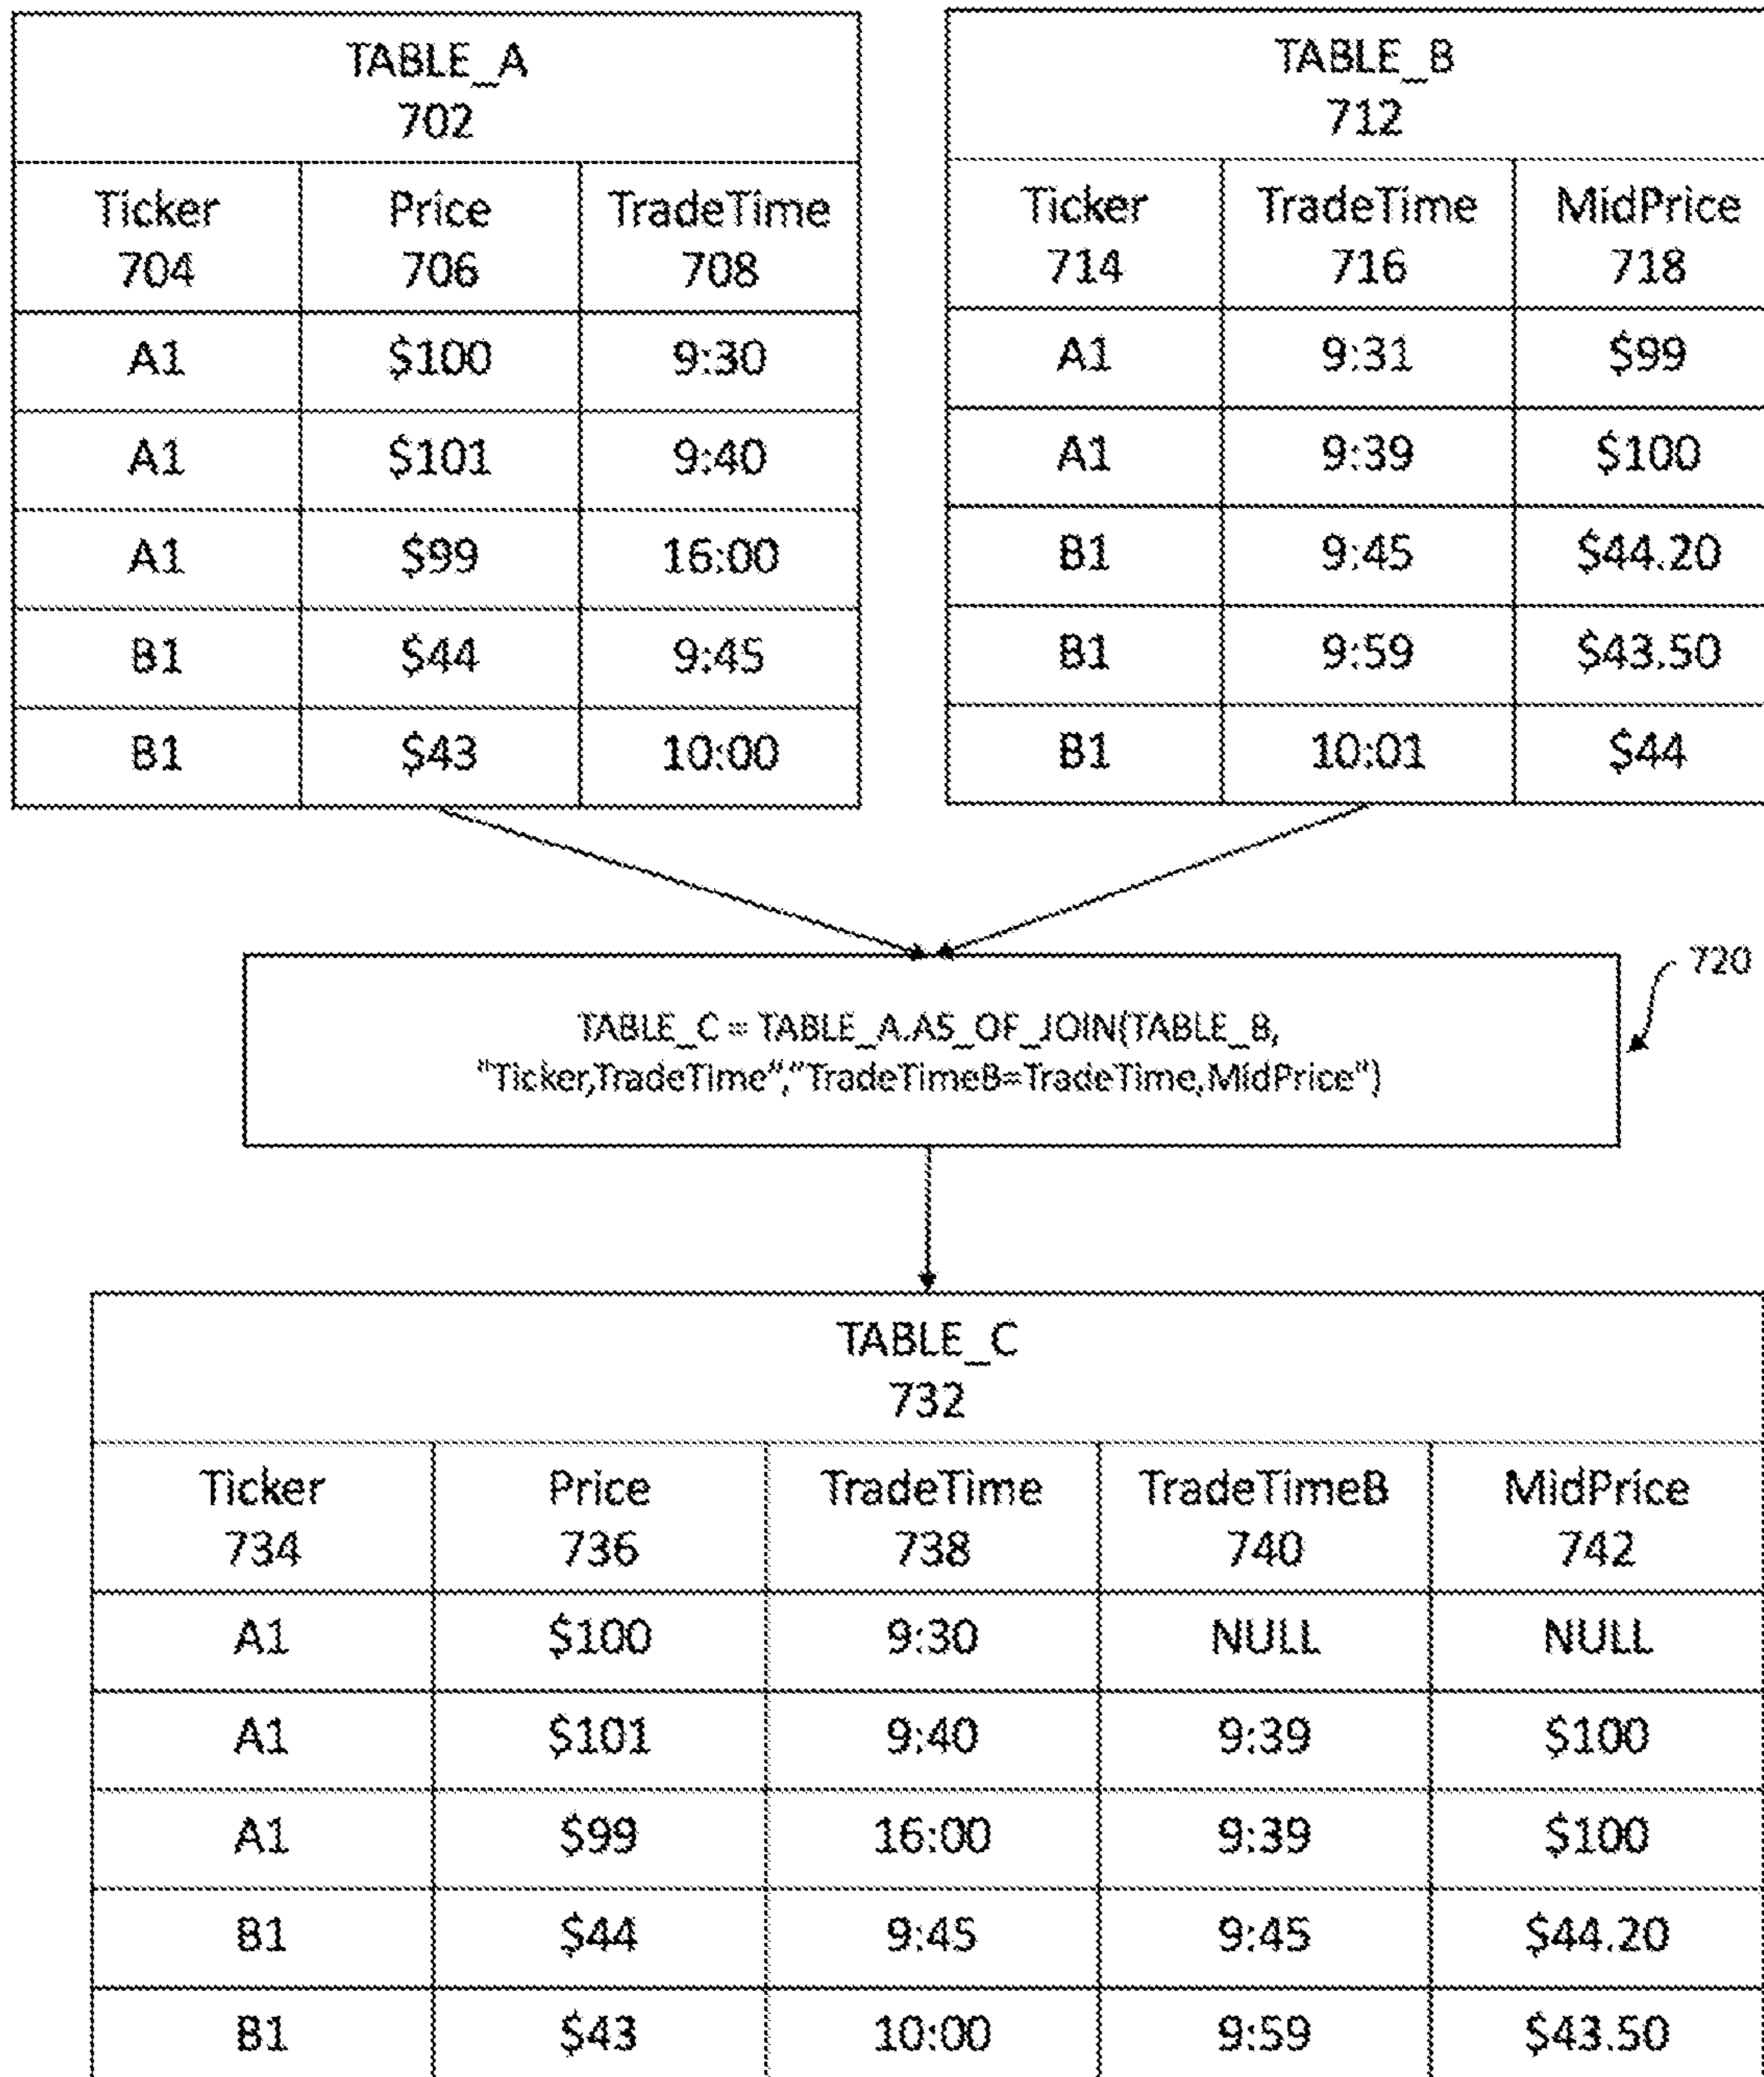 TABLE_A
702
Ticker Price TradeTime
704 706 708
A1 $100 9:30
A1 $101 9:40
A1 $99 16:00
B1 $44 9:45
B1 $43 10:00
TABLE_B
712
Ticker TradeTime MidPrice
714 716 718
A1 9:31 $99
A1 9:39 $100
B1 9:45 $44.20
B1 9:59 $43.50
B1 10:01 $44
720
TABLE_C = TABLE_A.AS_OF_JOIN(TABLE_B,
"Ticker,TradeTime","TradeTimeB=TradeTime,MidPrice")
TABLE_C
732
Ticker Price TradeTime TradeTimeB MidPrice
734 736 738 740 742
A1 $100 9:30 NULL NULL
A1 $101 9:40 9:39 $100
A1 $99 16:00 9:39 $100
B1 $44 9:45 9:45 $44.20
B1 $43 10:00 9:59 $43.50